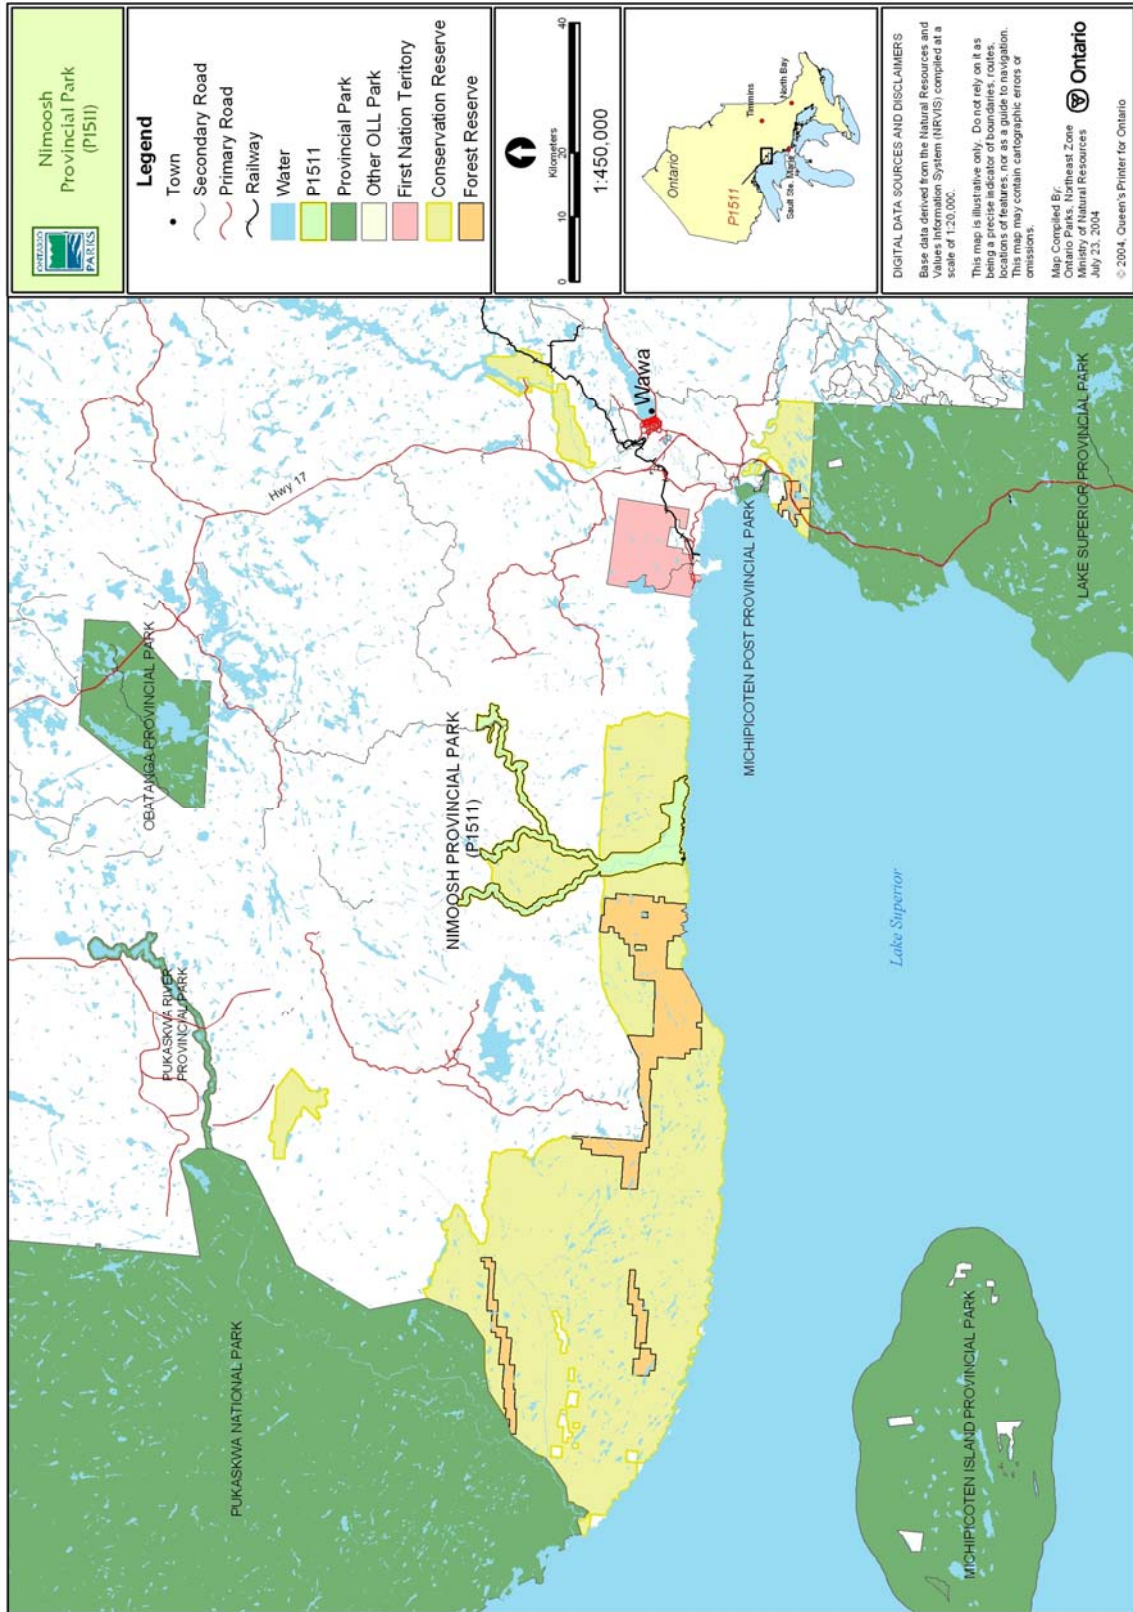 Nimoosh
Provincial Park
(P1511)
ONTARIO
PARKS
Legend
Town
Secondary Road
Primary Road
Railway
Water
P1511
Provincial Park
Other OLL Park
First Nation Territory
Conservation Reserve
Forest Reserve
0 10 20 40
Kilometers
1:450,000
Ontario
P1511
Timmins
North Bay
Sault Ste. Marie
DIGITAL DATA SOURCES AND DISCLAIMERS
Base data derived from the Natural Resources and
Values Information System (NRVIS) compiled at a
scale of 1:20,000.
This map is illustrative only. Do not rely on it as
being a precise indicator of boundaries, routes,
locations of features, nor as a guide to navigation.
This map may contain cartographic errors or
omissions.
Map Compiled By:
Ontario Parks, Northeast Zone
Ministry of Natural Resources
July 23, 2004
Ontario
© 2004, Queen's Printer for Ontario
PUKASKWA NATIONAL PARK
PUKASKWA RIVER
PROVINCIAL PARK
OBATANGA PROVINCIAL PARK
Hwy 17
NIMOOSH PROVINCIAL PARK
(P1511)
Wawa
MICHIPICOTEN POST PROVINCIAL PARK
Lake Superior
LAKE SUPERIOR PROVINCIAL PARK
MICHIPICOTEN ISLAND PROVINCIAL PARK